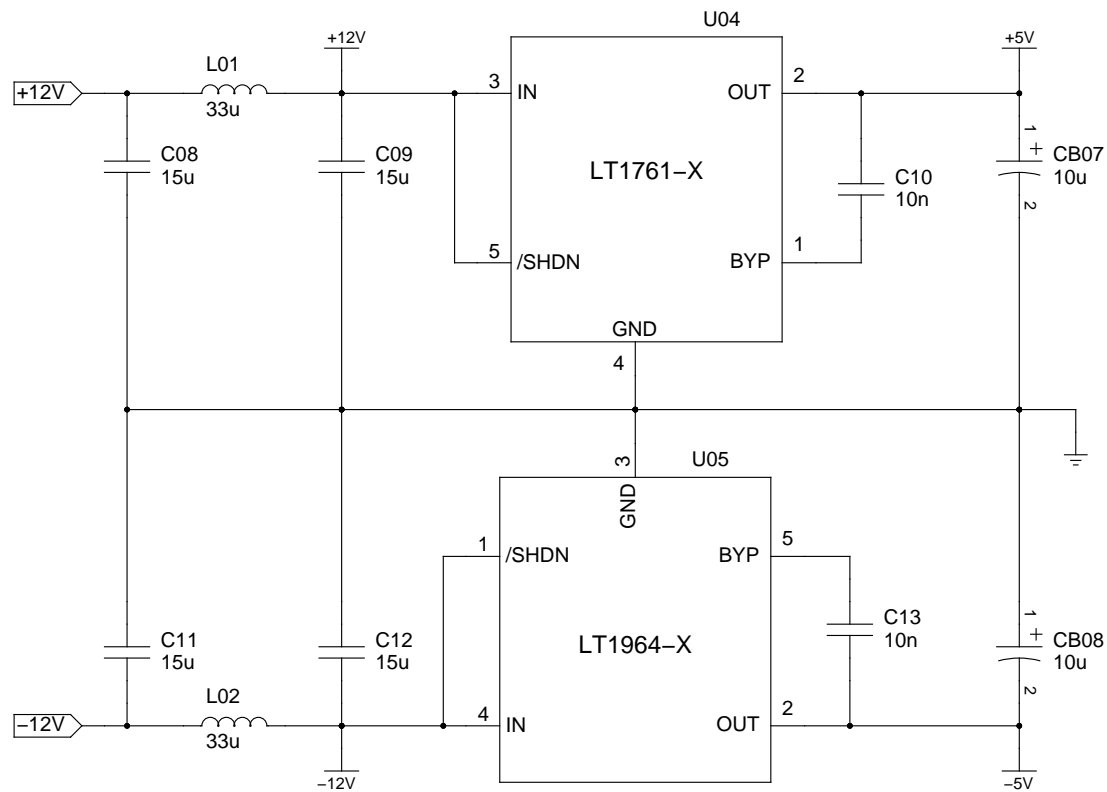 U04
+12V
+5V
+12V
L01
33u
3
IN
OUT
2
C08
15u
C09
15u
LT1761–X
C10
10n
1
+
CB07
10u
2
5
/SHDN
BYP
1
GND
4
3
GND
U05
1
/SHDN
BYP
5
C11
15u
C12
15u
LT1964–X
C13
10n
1
+
CB08
10u
2
–12V
L02
33u
4
IN
OUT
2
–12V
–5V